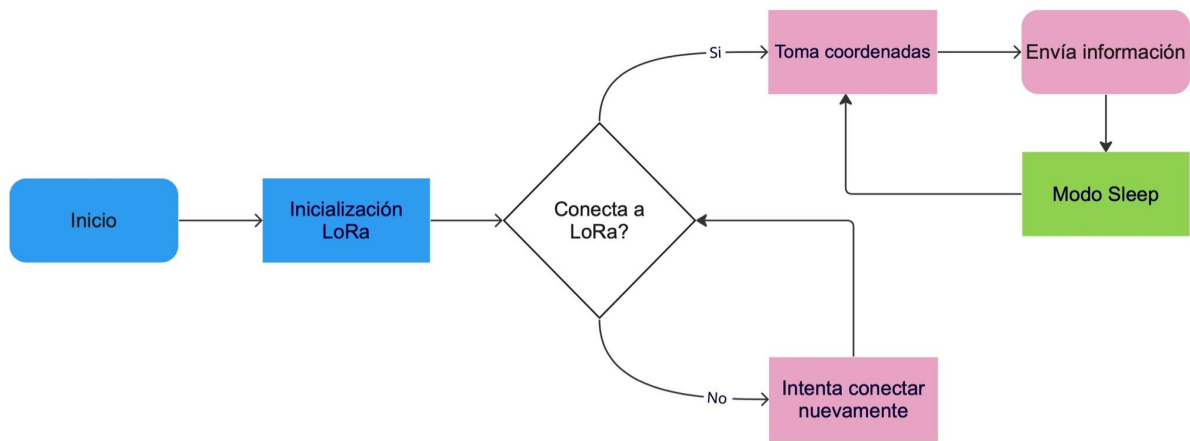 Inicio
Inicialización
LoRa
Conecta a
LoRa?
Si
Toma coordenadas
Envía información
Modo Sleep
No
Intenta conectar
nuevamente